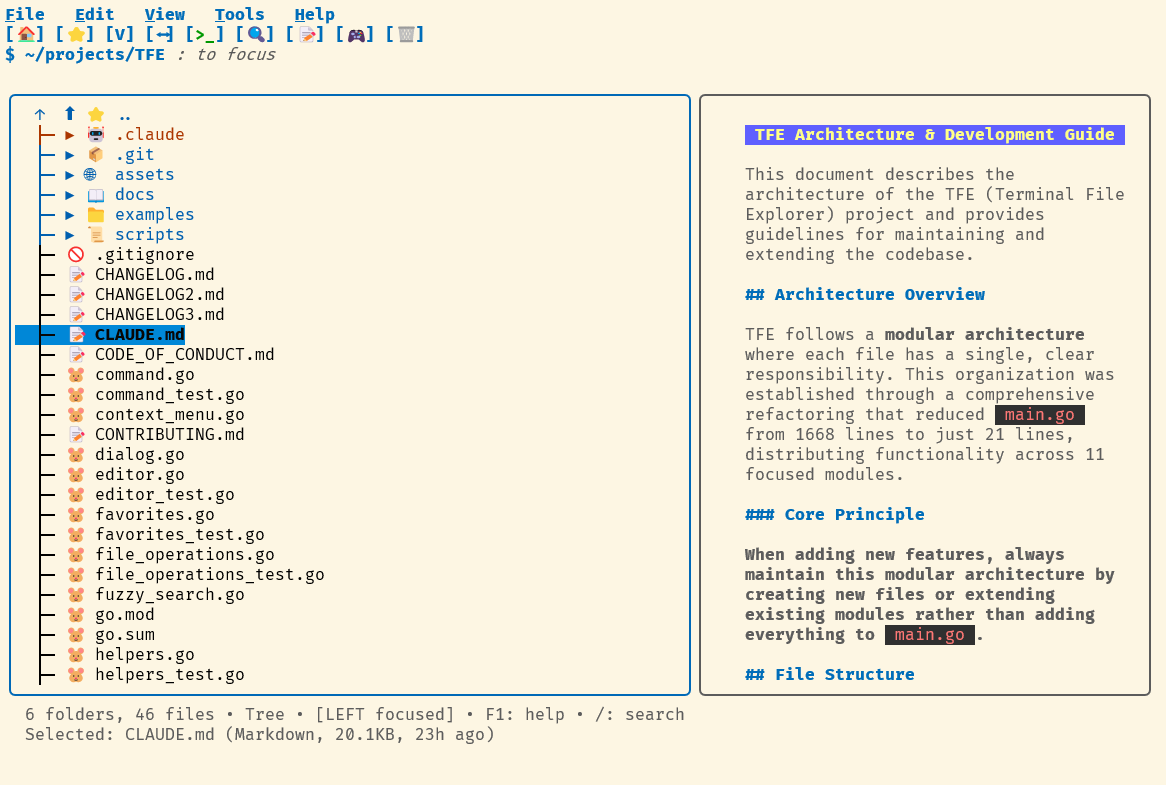 File Edit View Tools Help
[🏠] [⭐] [V] [↔] [>_] [🔍] [📝] [🎮] [🗑️]
$ ~/projects/TFE : to focus
↑ ⬆ ⭐ ..
▶ 🤖 .claude
▶ 📦 .git
▶ 🌐 assets
▶ 📖 docs
▶ 📁 examples
▶ 📜 scripts
🚫 .gitignore
📝 CHANGELOG.md
📝 CHANGELOG2.md
📝 CHANGELOG3.md
📝 CLAUDE.md
📝 CODE_OF_CONDUCT.md
🐹 command.go
🐹 command_test.go
🐹 context_menu.go
📝 CONTRIBUTING.md
🐹 dialog.go
🐹 editor.go
🐹 editor_test.go
🐹 favorites.go
🐹 favorites_test.go
🐹 file_operations.go
🐹 file_operations_test.go
🐹 fuzzy_search.go
🐹 go.mod
🐹 go.sum
🐹 helpers.go
🐹 helpers_test.go
TFE Architecture & Development Guide
This document describes the
architecture of the TFE (Terminal File
Explorer) project and provides
guidelines for maintaining and
extending the codebase.
## Architecture Overview
TFE follows a modular architecture
where each file has a single, clear
responsibility. This organization was
established through a comprehensive
refactoring that reduced main.go
from 1668 lines to just 21 lines,
distributing functionality across 11
focused modules.
### Core Principle
When adding new features, always
maintain this modular architecture by
creating new files or extending
existing modules rather than adding
everything to main.go .
## File Structure
6 folders, 46 files • Tree • [LEFT focused] • F1: help • /: search
Selected: CLAUDE.md (Markdown, 20.1KB, 23h ago)